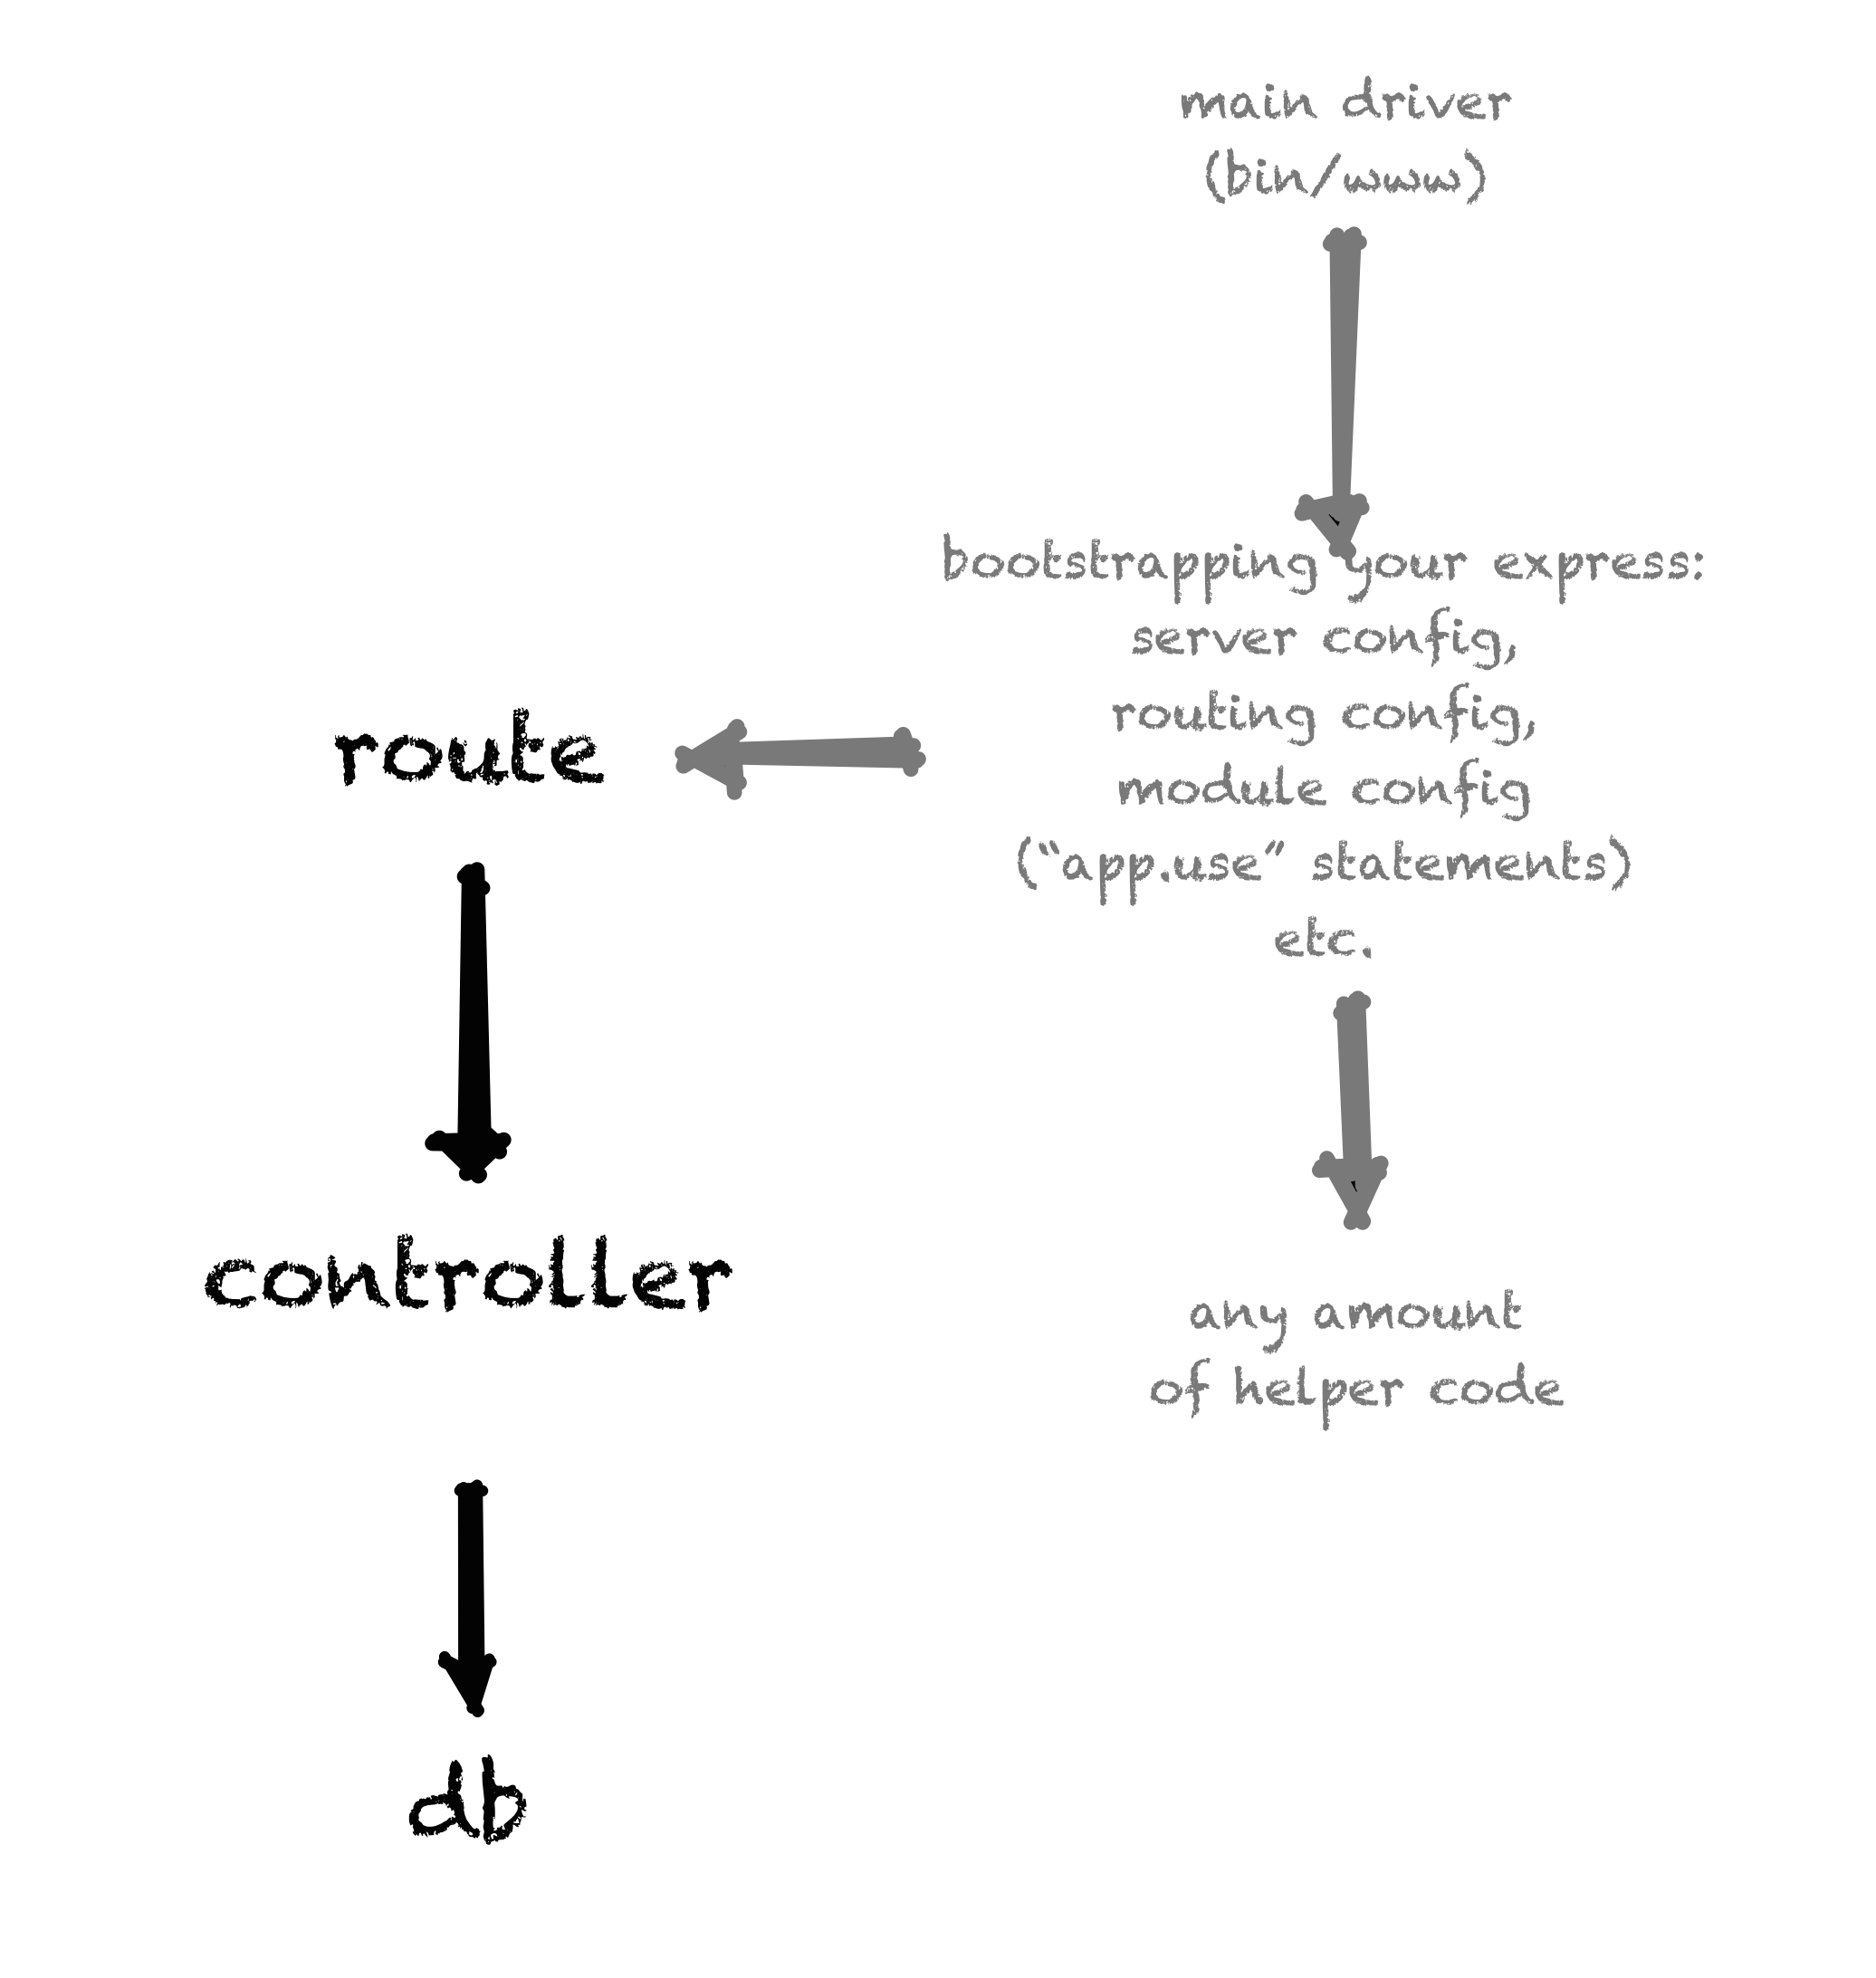 main driver
(bin/www)
bootstrapping your express:
server config,
routing config,
module config
(“app.use” statements)
etc.
route
controller
any amount
of helper code
db